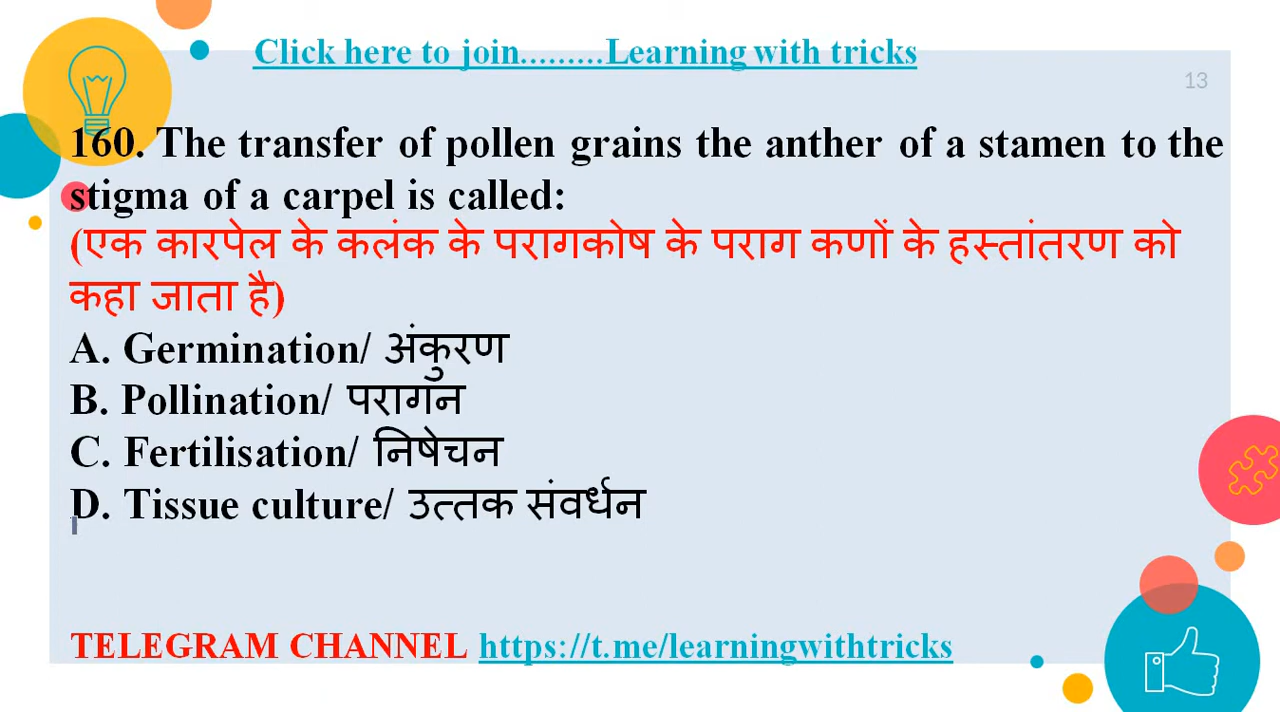 Click here to join.........Learning with tricks
13
160. The transfer of pollen grains the anther of a stamen to the
stigma of a carpel is called:
(एक कारपेल के कलंक के परागकोष के पराग कणों के हस्तांतरण को
कहा जाता है)
A. Germination/ अंकुरण
B. Pollination/ परागन
C. Fertilisation/ निषेचन
D. Tissue culture/ उत्तक संवर्धन
TELEGRAM CHANNEL https://t.me/learningwithtricks